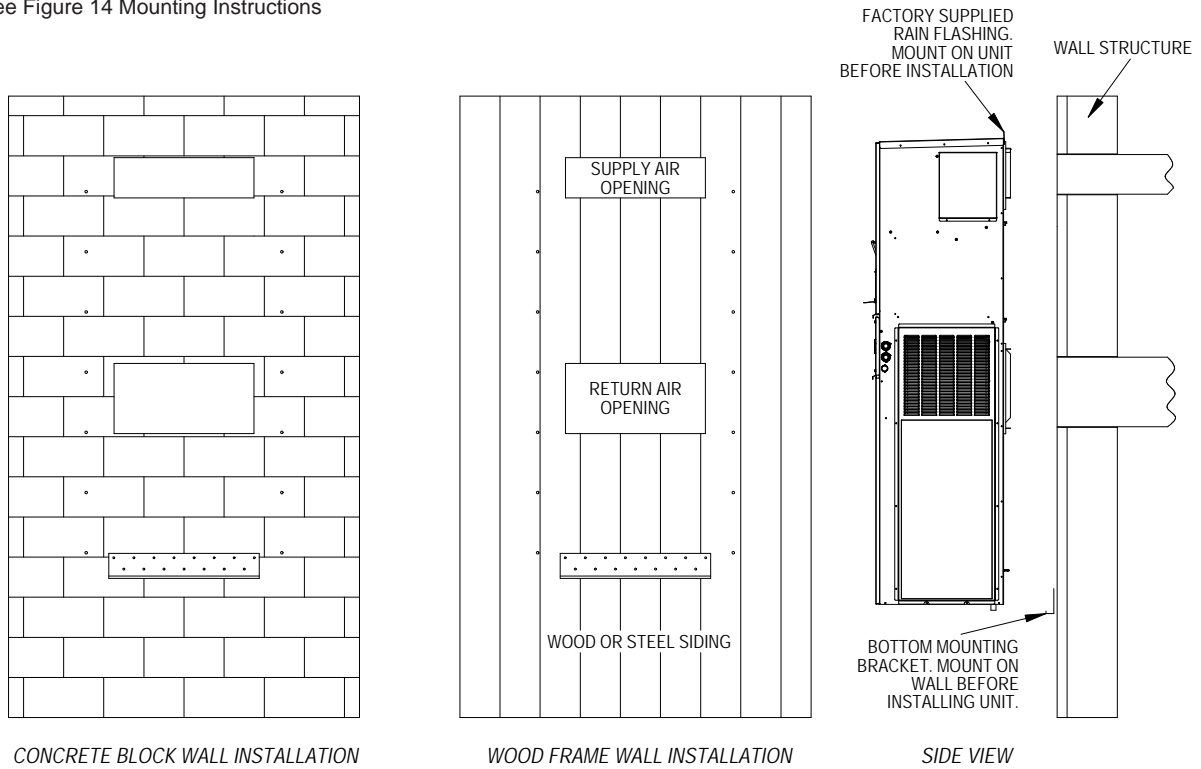 ee Figure 14 Mounting Instructions
FACTORY SUPPLIED
RAIN FLASHING.
MOUNT ON UNIT
BEFORE INSTALLATION
WALL STRUCTURE
SUPPLY AIR
OPENING
RETURN AIR
OPENING
WOOD OR STEEL SIDING
BOTTOM MOUNTING
BRACKET. MOUNT ON
WALL BEFORE
INSTALLING UNIT.
CONCRETE BLOCK WALL INSTALLATION
WOOD FRAME WALL INSTALLATION
SIDE VIEW